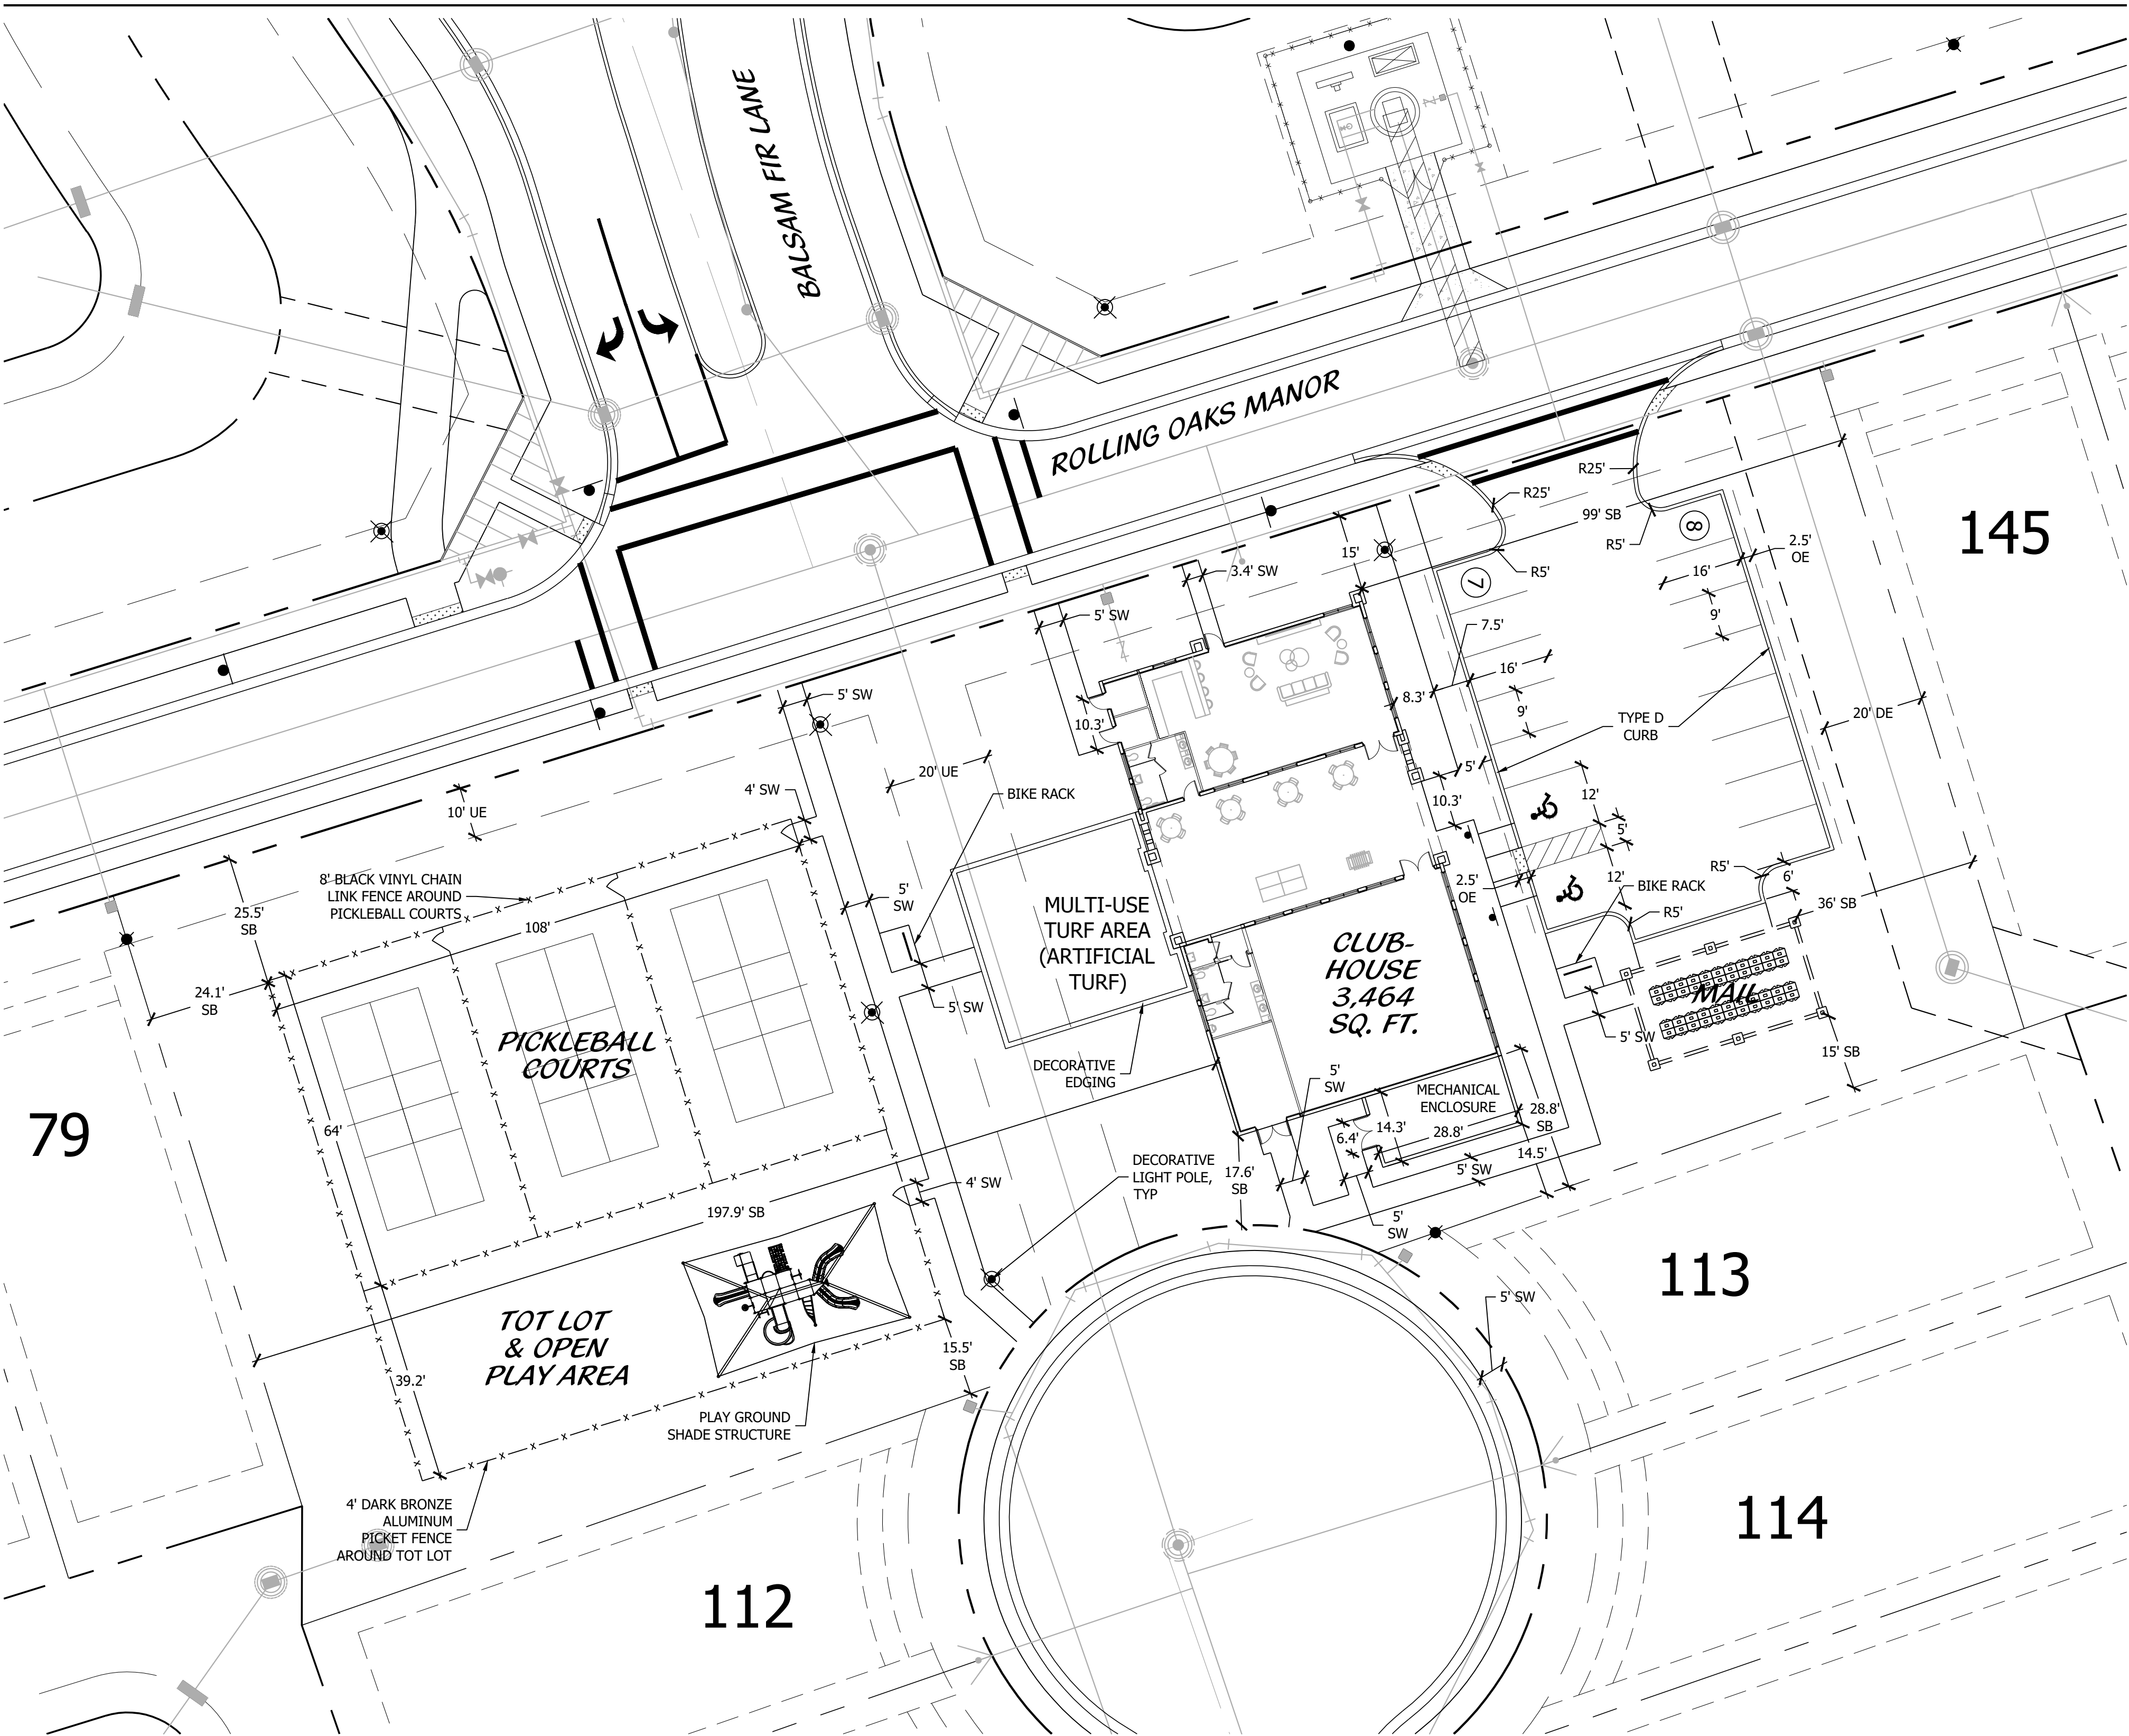 BALSAM FIR LANE
ROLLING OAKS MANOR
R25'
R25'
99' SB
R5'
R5'
8
7
145
2.5'
OE
16'
9'
15'
3.4' SW
5' SW
7.5'
16'
8.3'
9'
10.3'
TYPE D
CURB
20' DE
5' SW
20' UE
4' SW
BIKE RACK
10' UE
5'
10.3'
12'
5'
8' BLACK VINYL CHAIN
LINK FENCE AROUND
PICKLEBALL COURTS
25.5'
SB
108'
5'
SW
MULTI-USE
TURF AREA
(ARTIFICIAL
TURF)
2.5'
OE
12'
BIKE RACK
R5'
6'
R5'
36' SB
CLUB-
HOUSE
3,464
SQ. FT.
24.1'
SB
5' SW
MAIL
5' SW
15' SB
PICKLEBALL
COURTS
DECORATIVE
EDGING
5'
SW
MECHANICAL
ENCLOSURE
79
64'
28.8'
SB
14.3'
6.4'
28.8'
14.5'
5' SW
DECORATIVE
LIGHT POLE,
TYP
17.6'
SB
4' SW
197.9' SB
5'
SW
113
5' SW
TOT LOT
& OPEN
PLAY AREA
15.5'
SB
39.2'
PLAY GROUND
SHADE STRUCTURE
4' DARK BRONZE
ALUMINUM
PICKET FENCE
AROUND TOT LOT
114
112